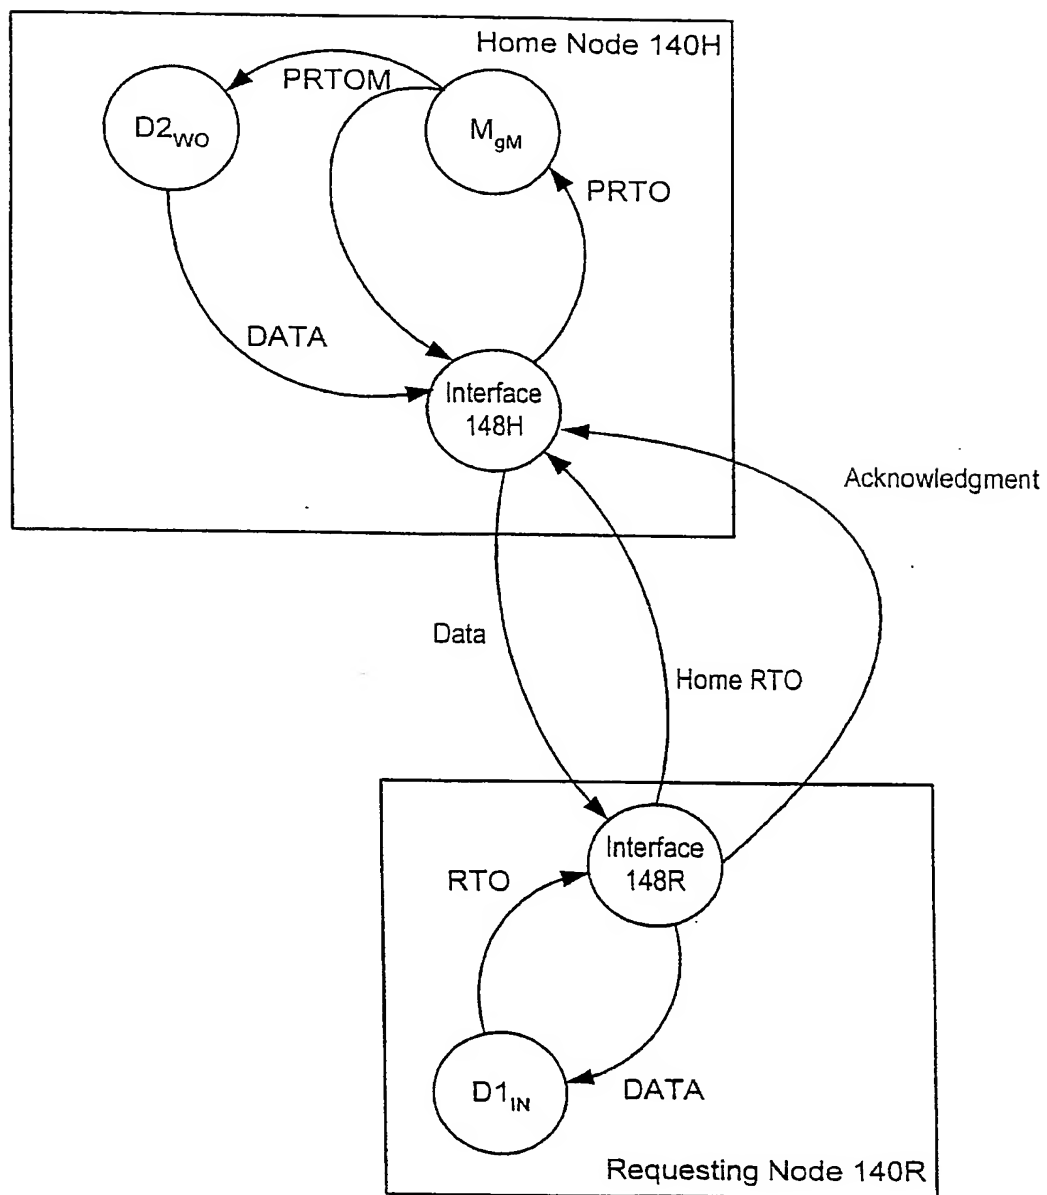 Home Node 140H
PRTOM
D2WO
MgM
PRTO
DATA
Interface
148H
Acknowledgment
Data
Home RTO
Interface
148R
RTO
D1IN
DATA
Requesting Node 140R